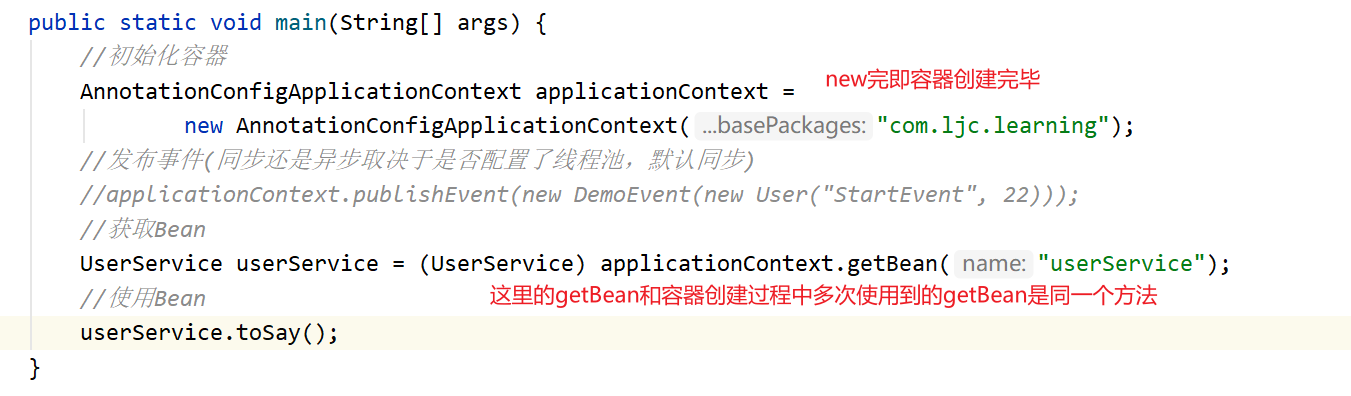 public static void main(String[] args) {
//初始化容器
AnnotationConfigApplicationContext applicationContext = new完即容器创建完毕
new AnnotationConfigApplicationContext( ...basePackages: "com.ljc.learning");
//发布事件(同步还是异步取决于是否配置了线程池，默认同步)
//applicationContext.publishEvent(new DemoEvent(new User("StartEvent", 22)));
//获取Bean
UserService userService = (UserService) applicationContext.getBean( name: "userService");
//使用Bean 这里的getBean和容器创建过程中多次使用到的getBean是同一个方法
userService.toSay();
}